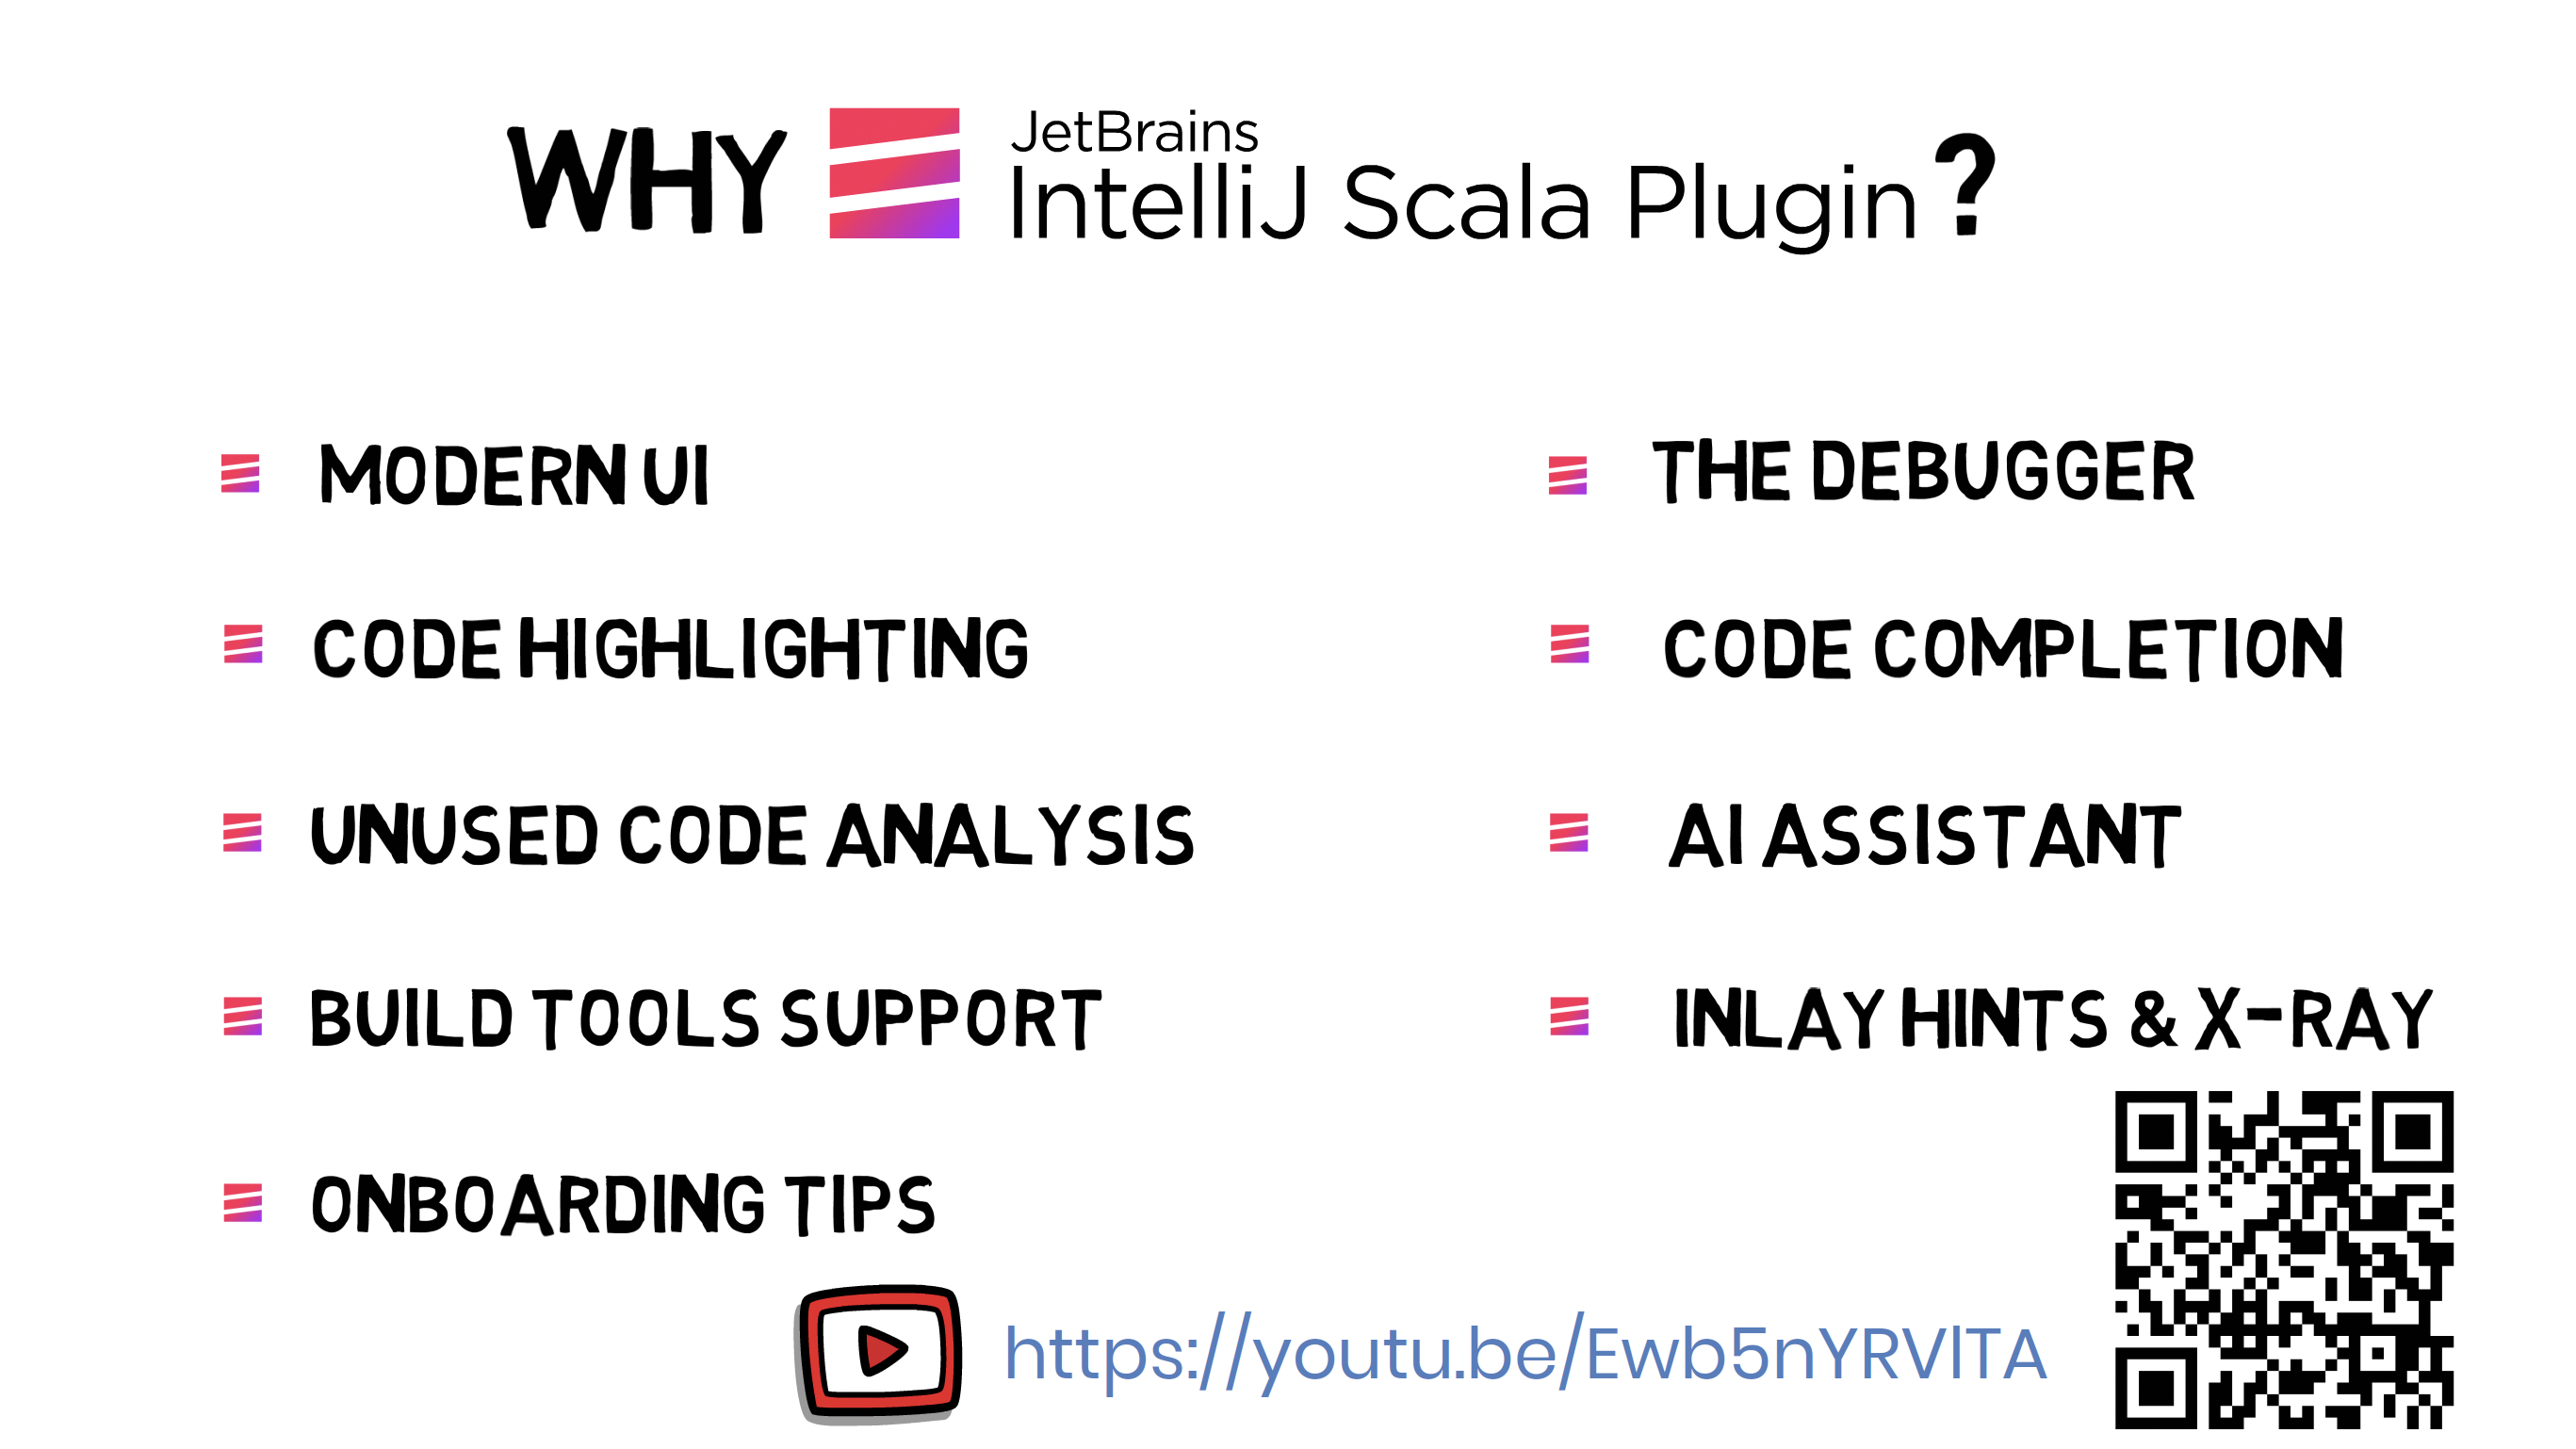 WHY JetBrains IntelliJ Scala Plugin?
MODERN UI
CODE HIGHLIGHTING
UNUSED CODE ANALYSIS
BUILD TOOLS SUPPORT
ONBOARDING TIPS
THE DEBUGGER
CODE COMPLETION
AI ASSISTANT
INLAY HINTS & X-RAY
https://youtu.be/Ewb5nYRVlTA